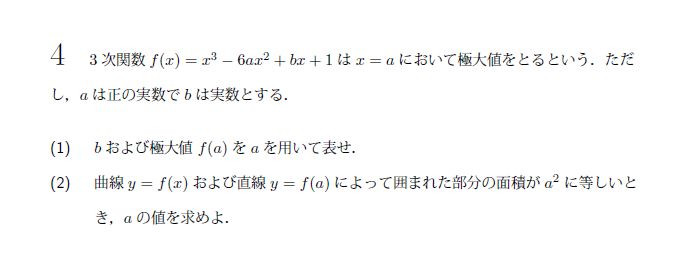 4 3次関数 f(x) = x³ − 6ax² + bx + 1 は x = a において極大値をとるという．ただ
し，a は正の実数で b は実数とする．
(1) b および極大値 f(a) を a を用いて表せ．
(2) 曲線 y = f(x) および直線 y = f(a) によって囲まれた部分の面積が a² に等しいと
き，a の値を求めよ．